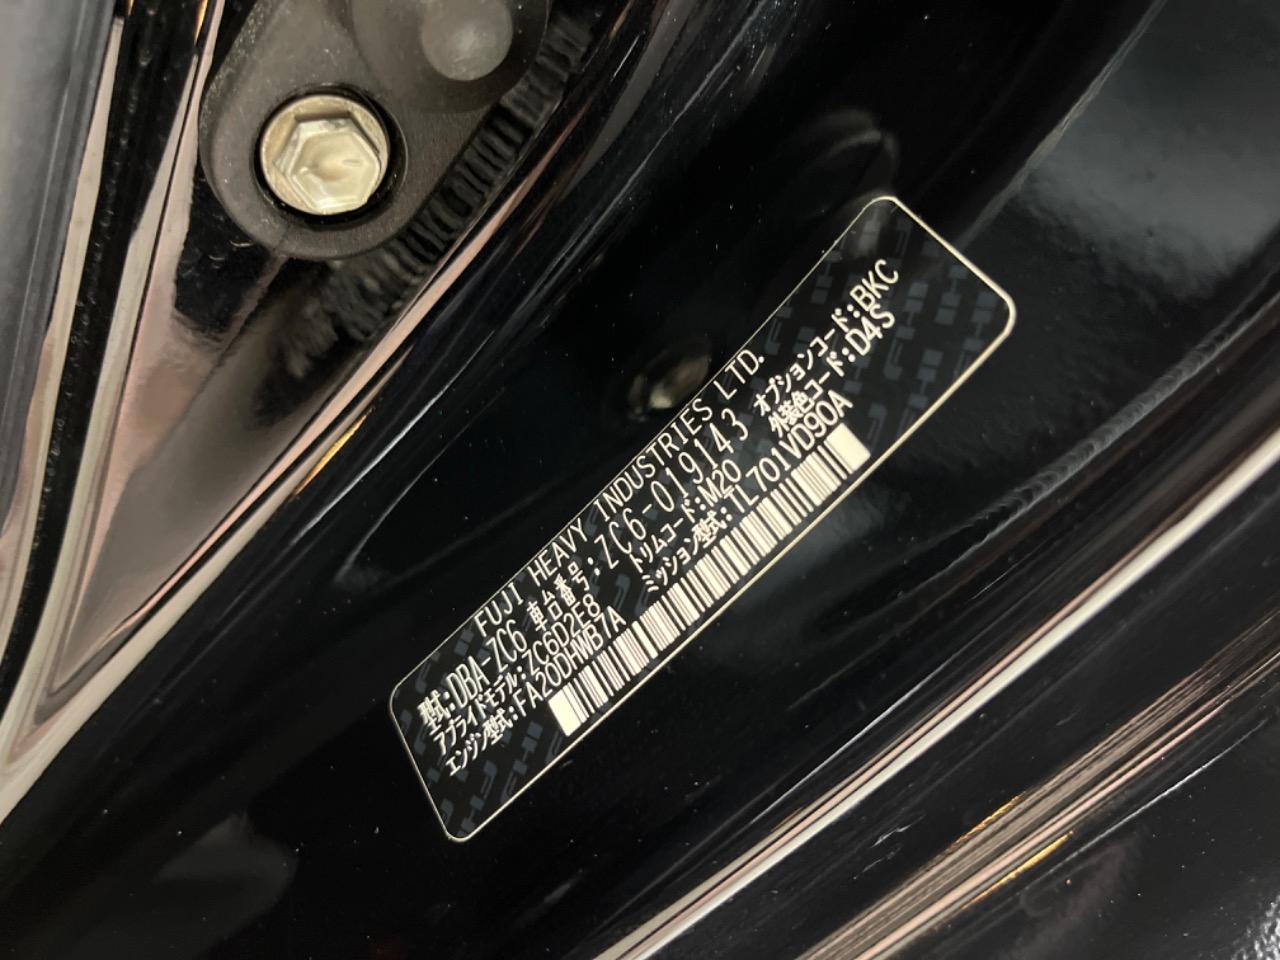 FUJI HEAVY INDUSTRIES LTD.
型式:DBA-ZC6 車台番号:ZC6-019143 オプションコード:BKC
アプライドモデル:ZC6D2E8 トリムコード:M20 外装色コード:D4S
エンジン型式:FA20DHWB7A ミッション型式:TL701VD90A